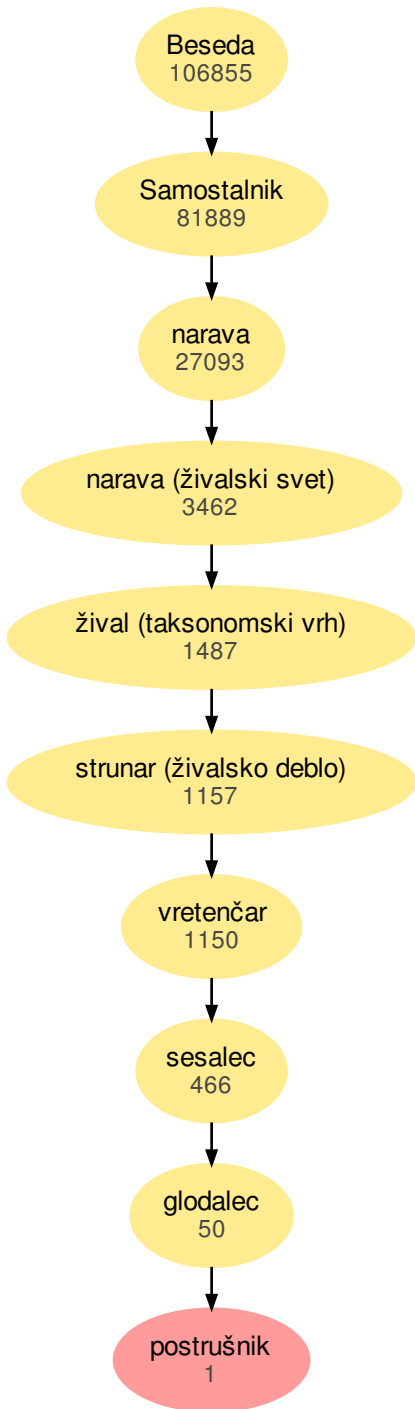 Beseda
106855
Samostalnik
81889
narava
27093
narava (živalski svet)
3462
žival (taksonomski vrh)
1487
strunar (živalsko deblo)
1157
vretenčar
1150
sesalec
466
glodalec
50
postrušnik
1